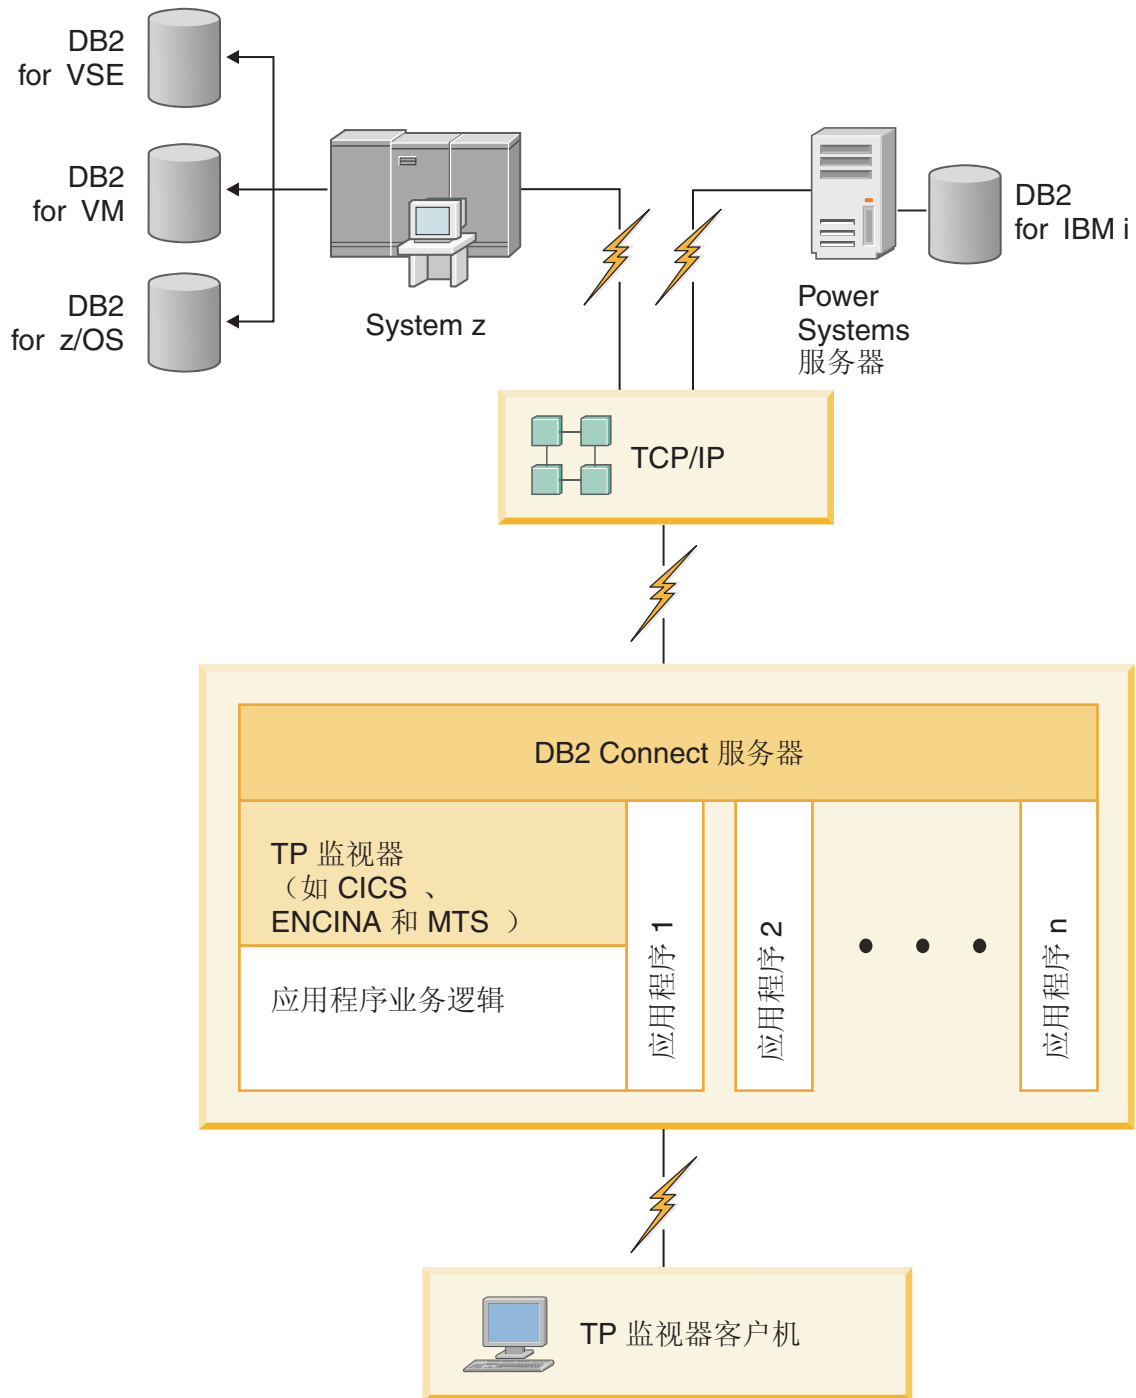 DB2
for VSE
DB2
for VM
DB2
for z/OS
System z
Power
Systems
服务器
DB2
for IBM i
TCP/IP
DB2 Connect 服务器
TP 监视器
（如 CICS 、
ENCINA 和 MTS ）
应用程序业务逻辑
应用程序 1
应用程序 2
应用程序 n
TP 监视器客户机